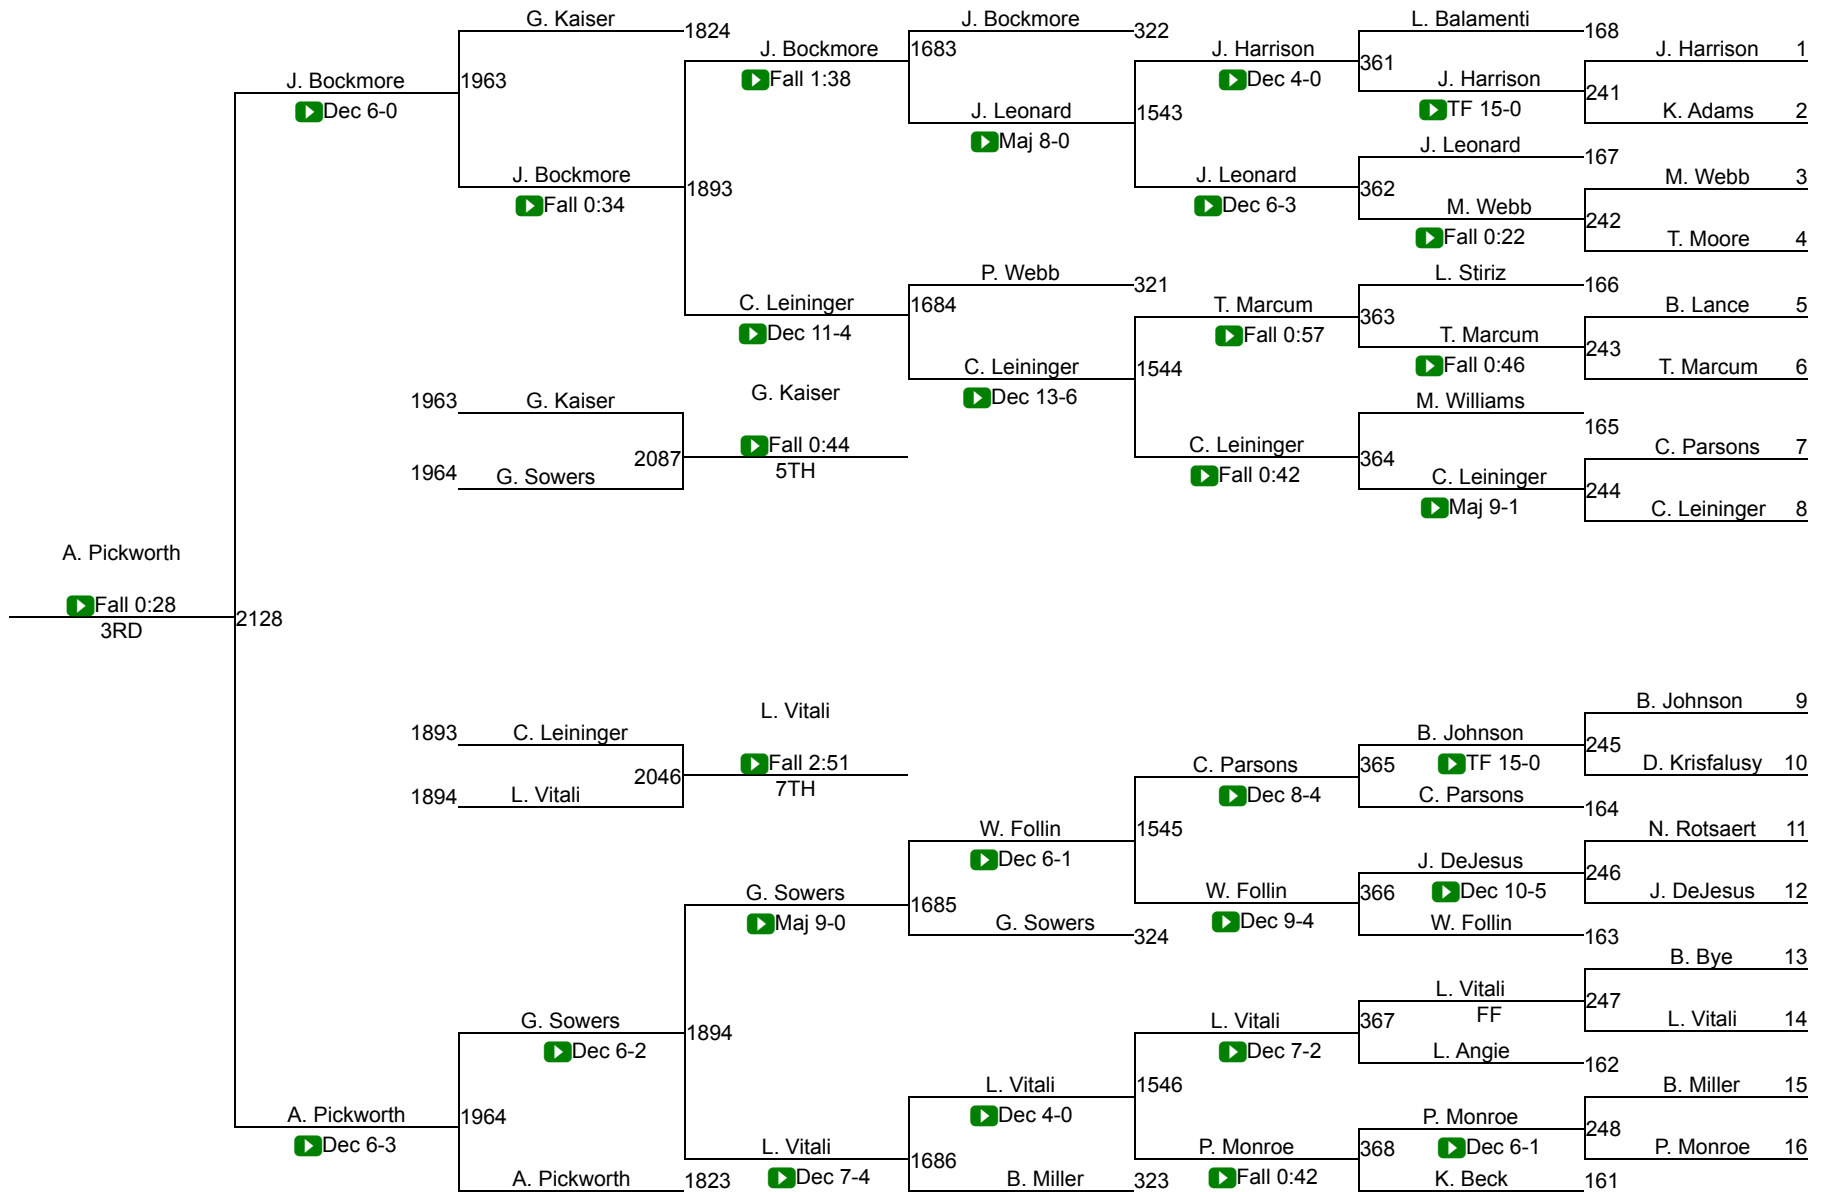 G. Kaiser
1824
J. Bockmore
322
L. Balamenti
168
J. Harrison 1
J. Bockmore
1683
J. Harrison
Dec 4-0
361
J. Harrison
TF 15-0
241
K. Adams 2
J. Bockmore
Dec 6-0
1963
Fall 1:38
J. Leonard
Maj 8-0
1543
J. Leonard
167
M. Webb 3
J. Bockmore
Fall 0:34
1893
J. Leonard
Dec 6-3
362
M. Webb
Fall 0:22
242
T. Moore 4
P. Webb
321
L. Stiriz
166
B. Lance 5
C. Leininger
Dec 11-4
1684
T. Marcum
Fall 0:57
363
T. Marcum
Fall 0:46
243
T. Marcum 6
C. Leininger
Dec 13-6
1544
M. Williams
165
C. Parsons 7
1963
G. Kaiser
G. Kaiser
Fall 0:44
5TH
2087
1964
G. Sowers
C. Leininger
Fall 0:42
364
C. Leininger
Maj 9-1
244
C. Leininger 8
A. Pickworth
Fall 0:28
3RD
2128
B. Johnson 9
L. Vitali
1893
C. Leininger
Fall 2:51
7TH
2046
1894
L. Vitali
B. Johnson
TF 15-0
245
D. Krisfalusy 10
C. Parsons
Dec 8-4
365
C. Parsons
164
W. Follin
Dec 6-1
1545
N. Rotsaert 11
J. DeJesus
Dec 10-5
246
J. DeJesus 12
G. Sowers
Maj 9-0
1685
W. Follin
Dec 9-4
366
W. Follin
163
G. Sowers
324
B. Bye 13
L. Vitali
FF
247
L. Vitali 14
G. Sowers
Dec 6-2
1894
L. Vitali
Dec 7-2
367
L. Angie
162
L. Vitali
Dec 4-0
1546
B. Miller 15
A. Pickworth
Dec 6-3
1964
P. Monroe
Dec 6-1
248
P. Monroe 16
L. Vitali
Dec 7-4
1686
P. Monroe
Fall 0:42
368
A. Pickworth
1823
B. Miller
323
K. Beck
161